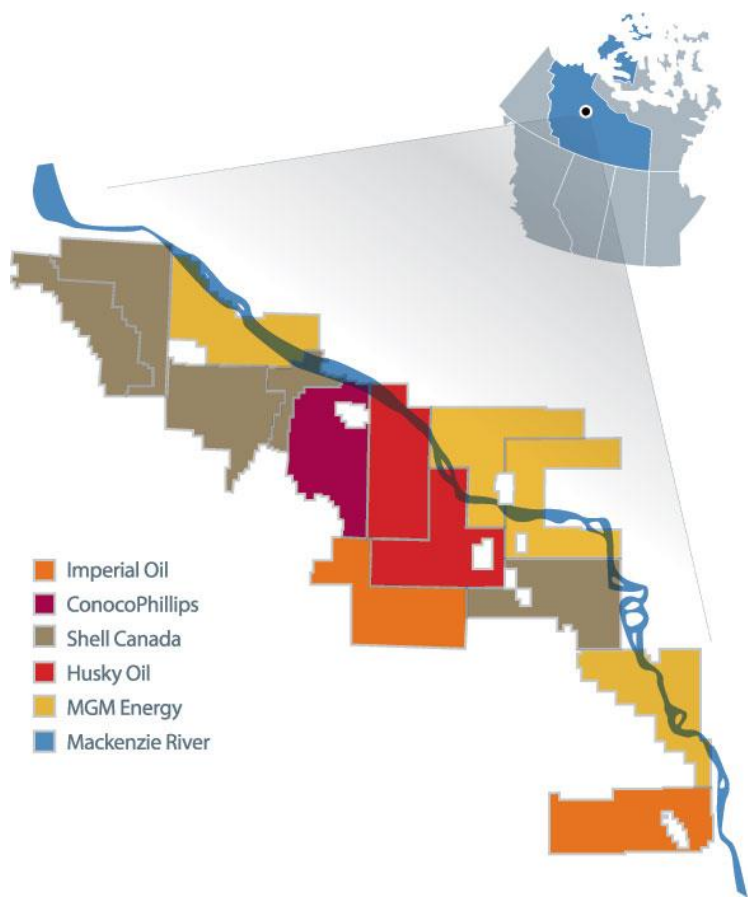 Imperial Oil
ConocoPhillips
Shell Canada
Husky Oil
MGM Energy
Mackenzie River